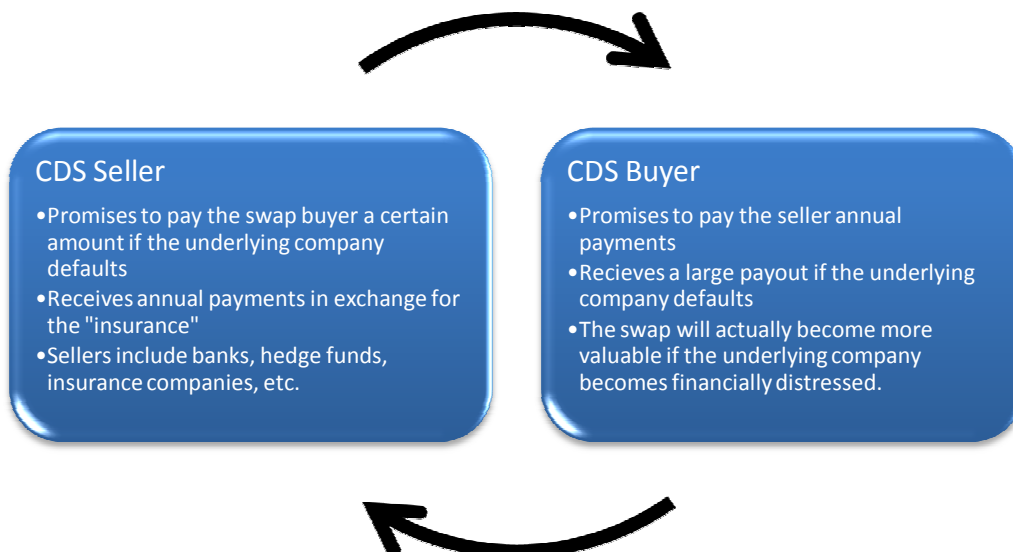 CDS Seller
•Promises to pay the swap buyer a certain
amount if the underlying company
defaults
•Receives annual payments in exchange for
the "insurance"
•Sellers include banks, hedge funds,
insurance companies, etc.
CDS Buyer
•Promises to pay the seller annual
payments
•Recieves a large payout if the underlying
company defaults
•The swap will actually become more
valuable if the underlying company
becomes financially distressed.